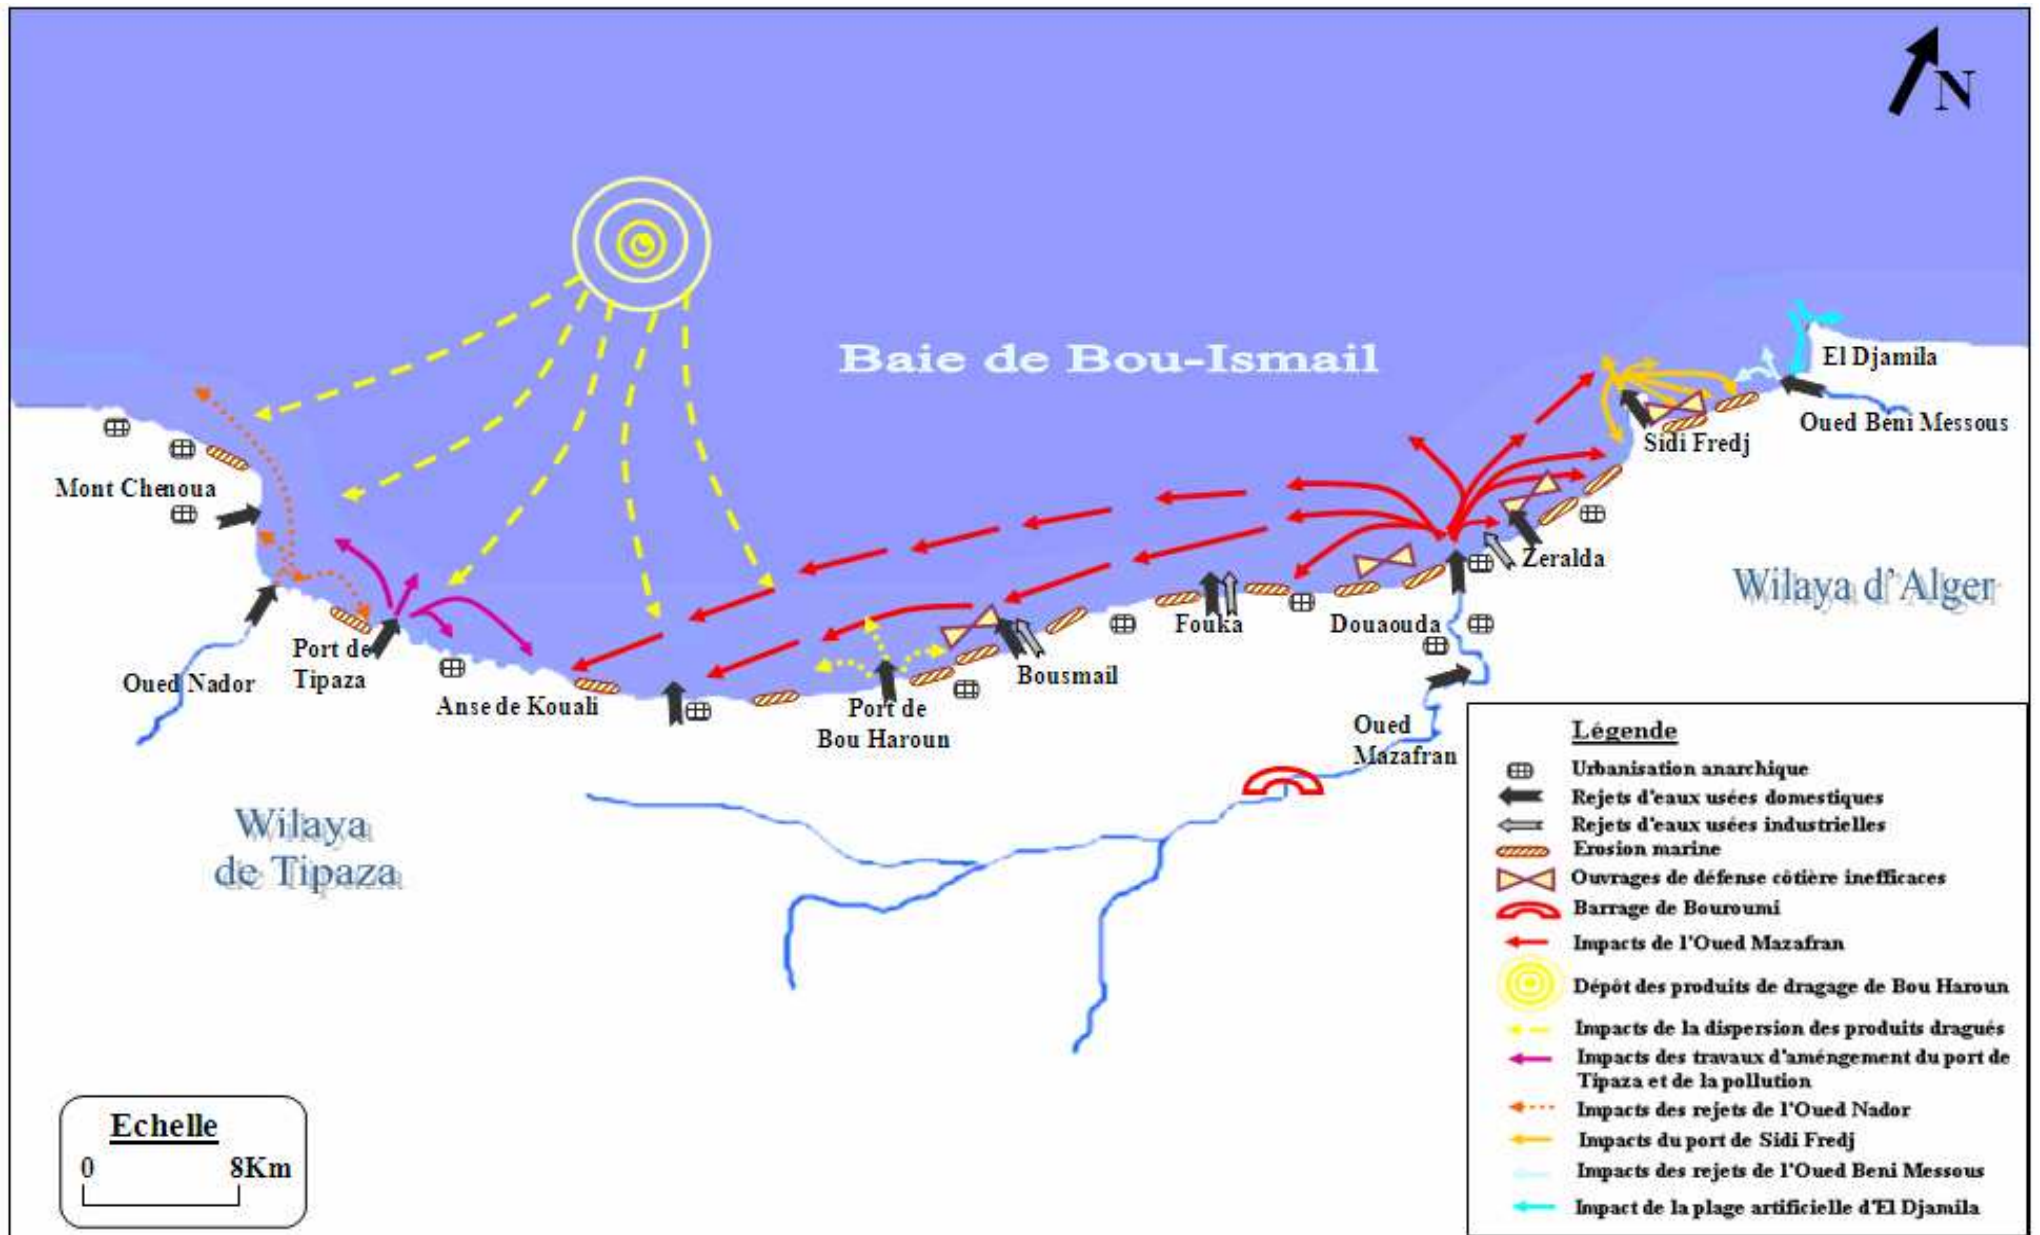 N
Baie de Bou-Ismail
El Djamila
Oued Beni Messous
Sidi Fredj
Mont Chenoua
Zeralda
Wilaya d'Alger
Fouka
Douaouda
Port de
Tipaza
Oued Nador
Anse de Kouali
Bousmail
Port de
Bou Haroun
Oued
Mazafran
Wilaya
de Tipaza
Echelle
0 8Km
Légende
Urbanisation anarchique
Rejets d'eaux usées domestiques
Rejets d'eaux usées industrielles
Erosion marine
Ouvrages de défense côtière inefficaces
Barrage de Bouroumi
Impacts de l'Oued Mazafran
Dépôt des produits de dragage de Bou Haroun
Impacts de la dispersion des produits dragués
Impacts des travaux d'améngement du port de
Tipaza et de la pollution
Impacts des rejets de l'Oued Nador
Impacts du port de Sidi Fredj
Impacts des rejets de l'Oued Beni Messous
Impact de la plage artificielle d'El Djamila